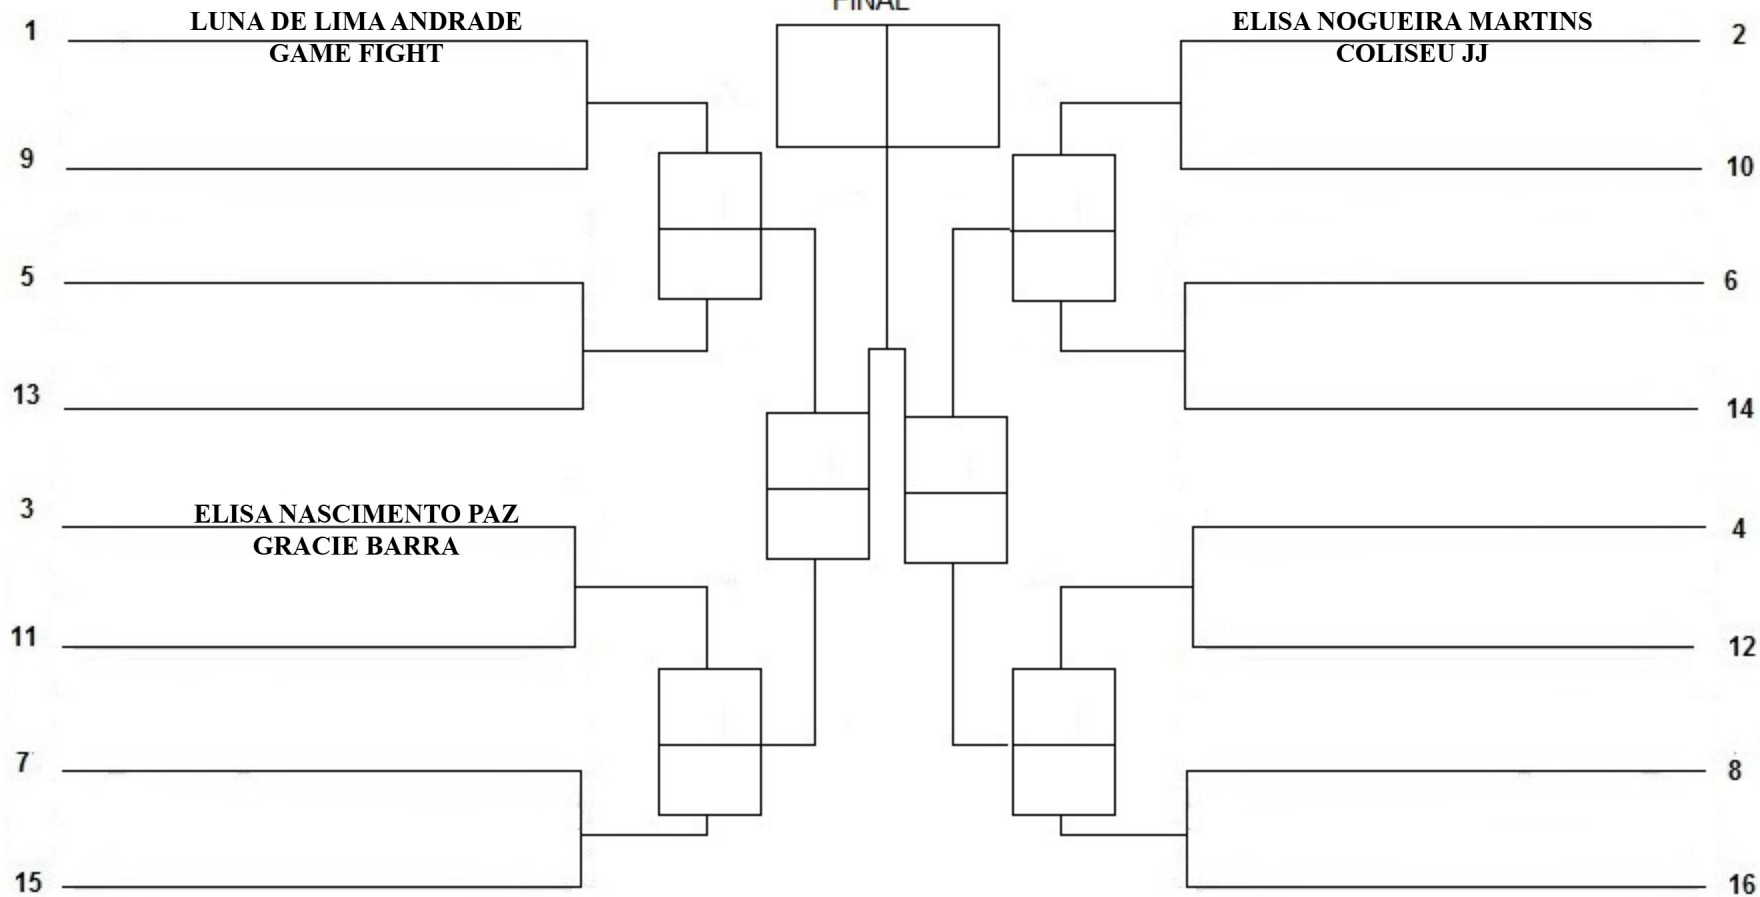 FINAL
1
LUNA DE LIMA ANDRADE
GAME FIGHT
9
5
13
3
ELISA NASCIMENTO PAZ
GRACIE BARRA
11
7
15
ELISA NOGUEIRA MARTINS
COLISEU JJ
2
10
6
14
4
12
8
16